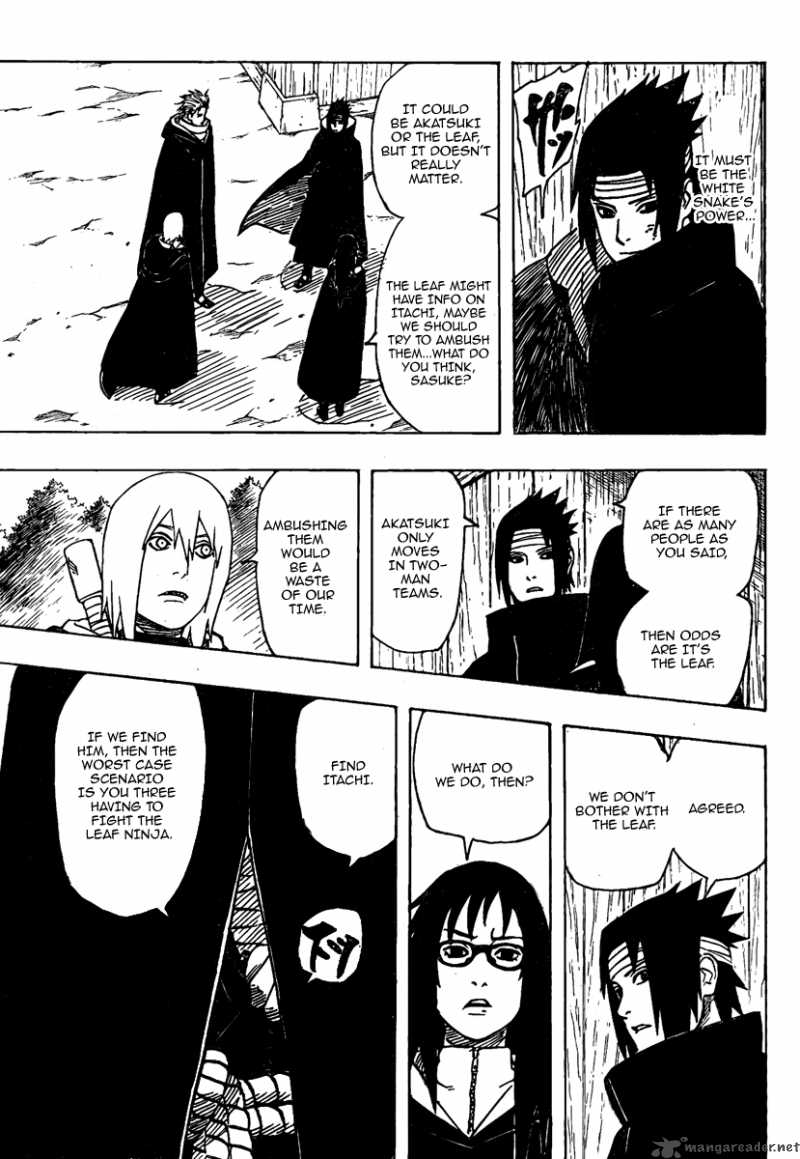 IT MUST
BE THE
WHITE
SNAKE'S
POWER...
ザザッ
IT COULD
BE AKATSUKI
OR THE LEAF,
BUT IT DOESN'T
REALLY
MATTER.
THE LEAF MIGHT
HAVE INFO ON
ITACHI, MAYBE
WE SHOULD
TRY TO AMBUSH
THEM...WHAT DO
YOU THINK,
SASUKE?
IF THERE
ARE AS MANY
PEOPLE AS
YOU SAID,
THEN ODDS
ARE IT'S
THE LEAF.
AKATSUKI
ONLY
MOVES
IN TWO-
MAN
TEAMS.
AMBUSHING
THEM
WOULD
BE A
WASTE
OF OUR
TIME.
AGREED.
WE DON'T
BOTHER WITH
THE LEAF.
WHAT DO
WE DO, THEN?
FIND
ITACHI.
IF WE FIND
HIM, THEN THE
WORST CASE
SCENARIO
IS YOU THREE
HAVING TO
FIGHT THE
LEAF NINJA.
mangareader.net